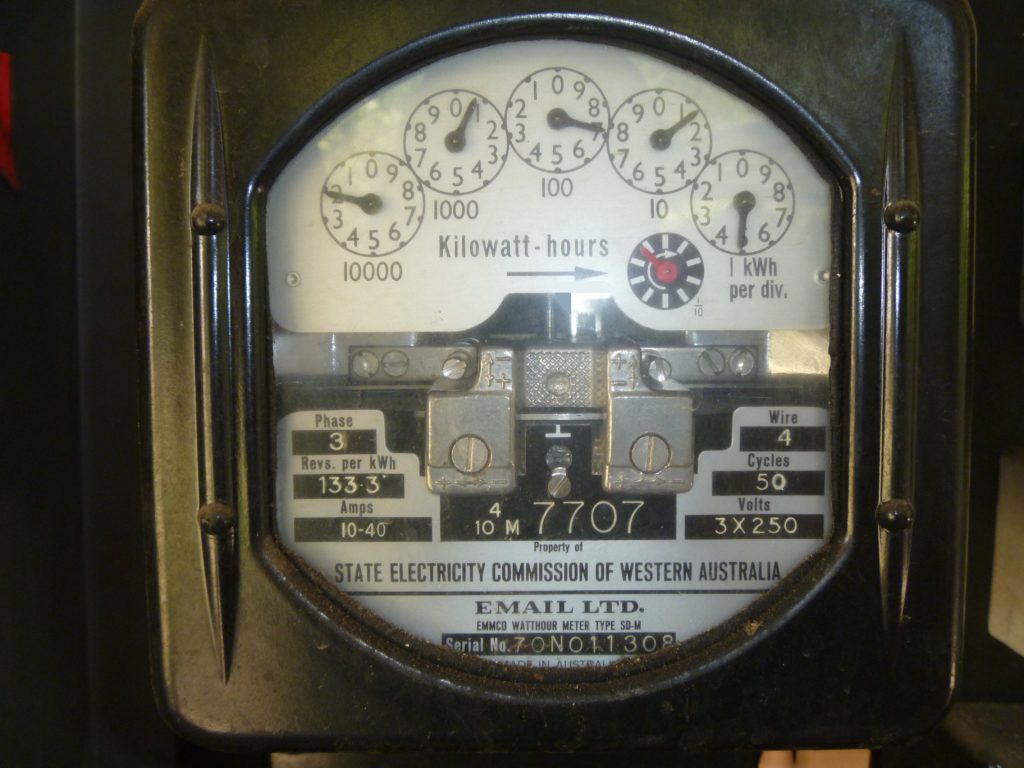 1 0 9 8 7 6 5 4 3 2
10000
0 1 2 3 4 5 6 7 8 9
1000
1 0 9 8 7 6 5 4 3 2
100
0 1 2 3 4 5 6 7 8 9
10
1 0 9 8 7 6 5 4 3 2
1 kWh
per div.
Kilowatt-hours
1/10
Phase
3
Revs. per kWh
133·3
Amps
10-40
Wire
4
Cycles
50
Volts
3X250
4
10 M 7707
Property of
STATE ELECTRICITY COMMISSION OF WESTERN AUSTRALIA
EMAIL LTD.
EMMCO WATTHOUR METER TYPE SD-M
Serial No. 70NO11308
MADE IN